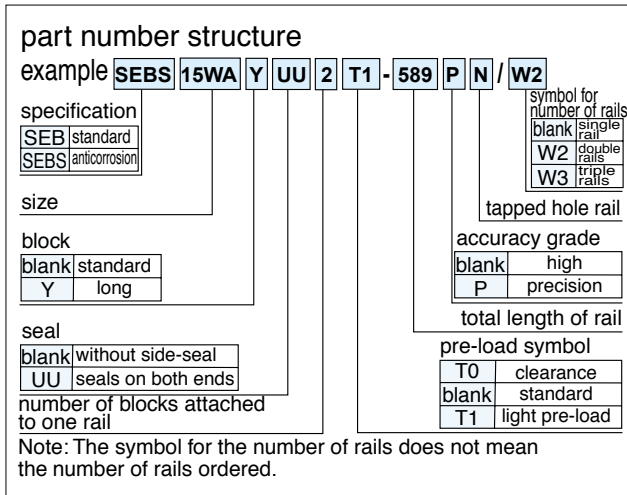 part number structure
example SEBS 15WA Y UU 2 T1 - 589 P N / W2
specification
SEB standard
SEBS anticorrosion
size
block
blank standard
Y long
seal
blank without side-seal
UU seals on both ends
number of blocks attached
to one rail
symbol for
number of rails
blank single
rail
W2 double
rails
W3 triple
rails
tapped hole rail
accuracy grade
blank high
P precision
total length of rail
pre-load symbol
T0 clearance
blank standard
T1 light pre-load
Note: The symbol for the number of rails does not mean
the number of rails ordered.